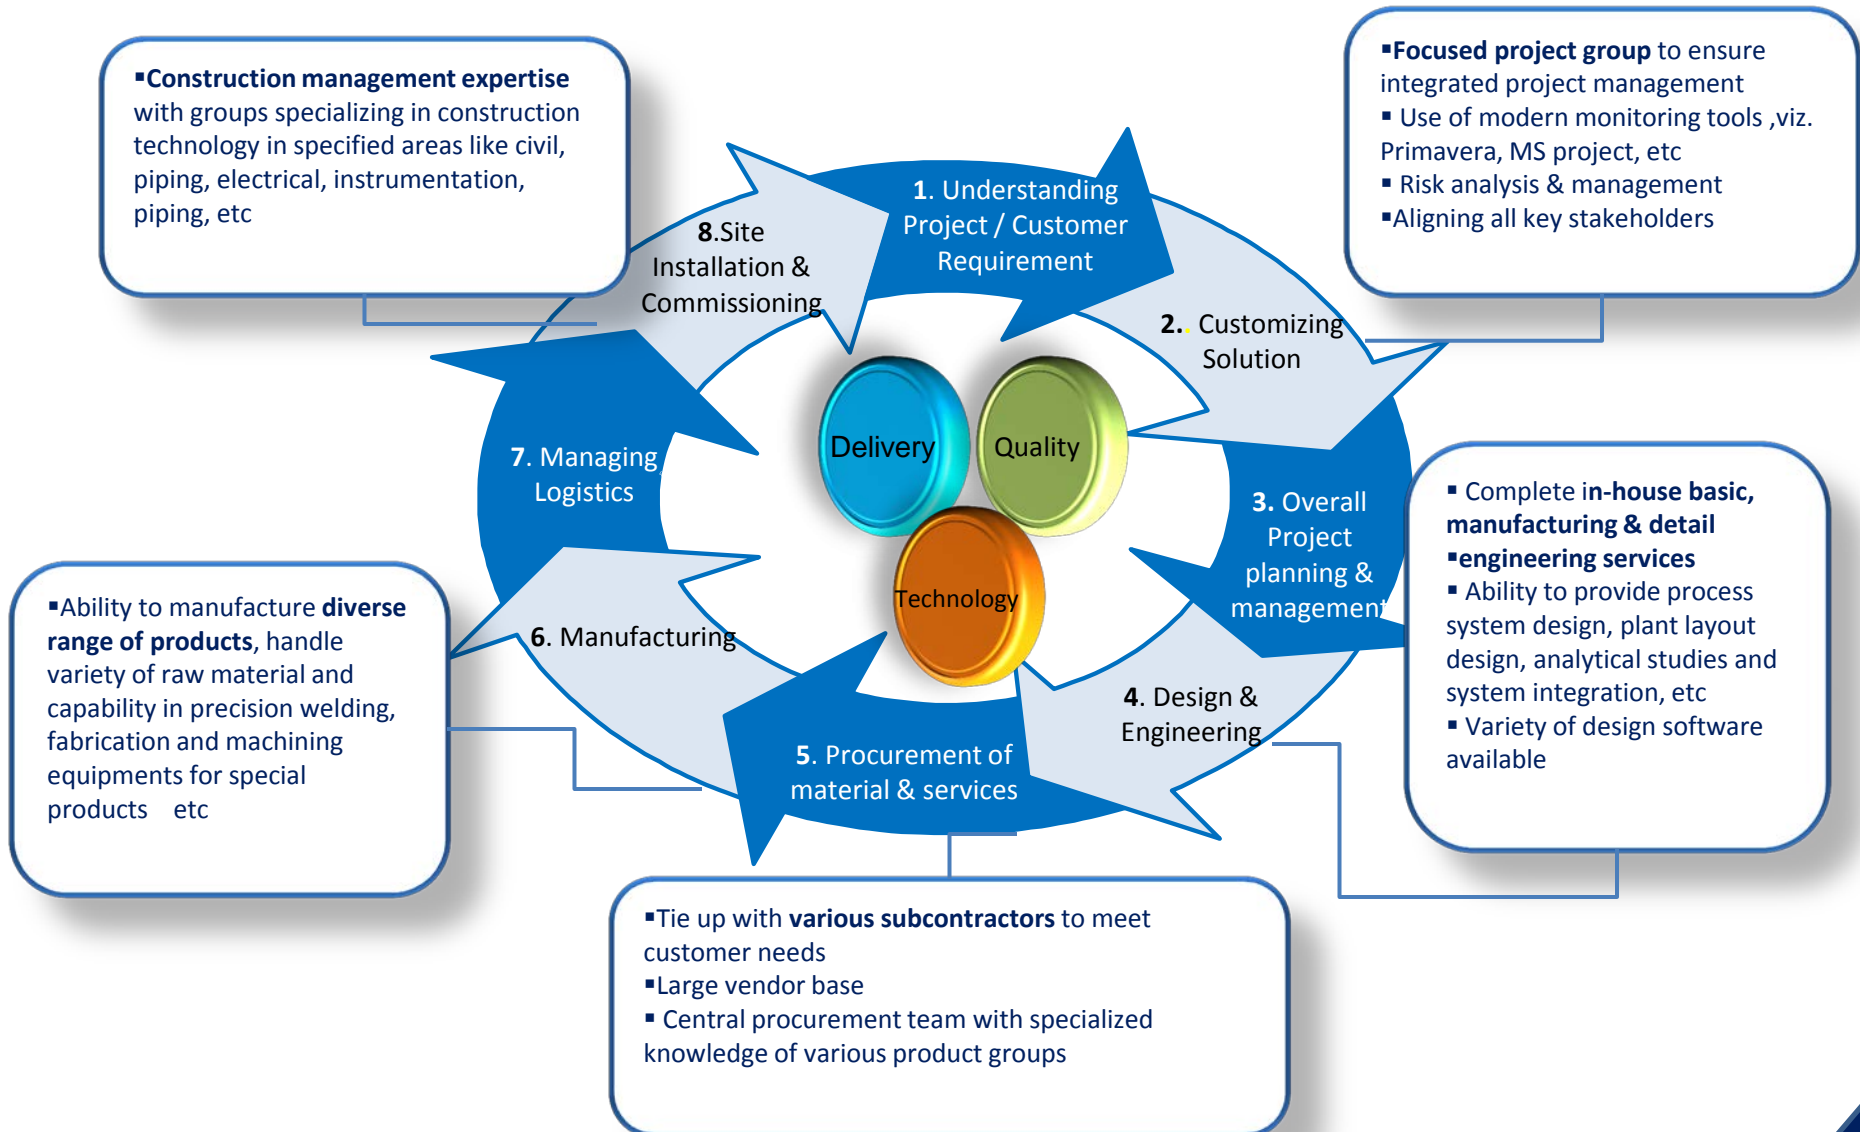 ▪Construction management expertise
with groups specializing in construction
technology in specified areas like civil,
piping, electrical, instrumentation,
piping, etc
▪Focused project group to ensure
integrated project management
▪ Use of modern monitoring tools ,viz.
Primavera, MS project, etc
▪ Risk analysis & management
▪Aligning all key stakeholders
1. Understanding
Project / Customer
Requirement
2.. Customizing
Solution
3. Overall
Project
planning &
management
4. Design &
Engineering
5. Procurement of
material & services
6. Manufacturing
7. Managing
Logistics
8.Site
Installation &
Commissioning
Delivery
Quality
Technology
▪ Complete in-house basic,
manufacturing & detail
▪engineering services
▪ Ability to provide process
system design, plant layout
design, analytical studies and
system integration, etc
▪ Variety of design software
available
▪Ability to manufacture diverse
range of products, handle
variety of raw material and
capability in precision welding,
fabrication and machining
equipments for special
products etc
▪Tie up with various subcontractors to meet
customer needs
▪Large vendor base
▪ Central procurement team with specialized
knowledge of various product groups